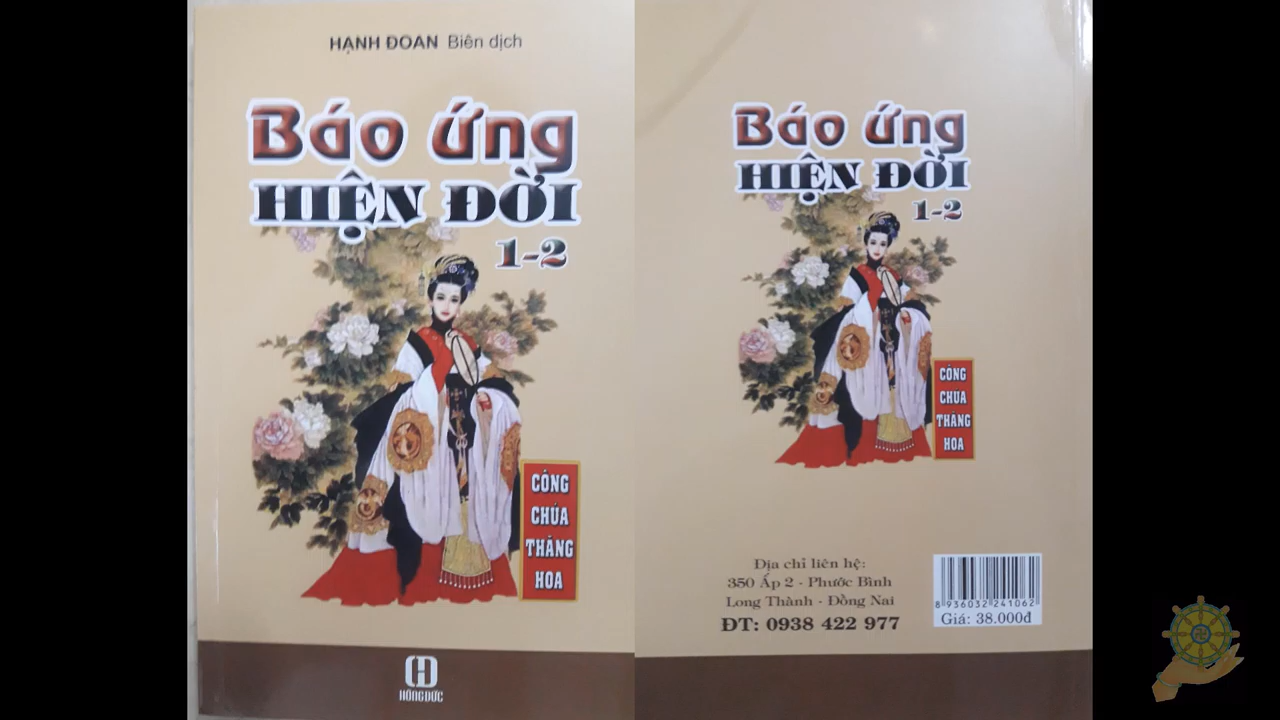 HẠNH ĐOAN Biên dịch
Báo ứng
HIỆN ĐỜI
1-2
CÔNG
CHÚA
THĂNG
HOA
HỒNG ĐỨC
Báo ứng
HIỆN ĐỜI
1-2
CÔNG
CHÚA
THĂNG
HOA
Địa chỉ liên hệ:
350 Ấp 2 - Phước Bình
Long Thành - Đồng Nai
ĐT: 0938 422 977
8 936032 241062
Giá: 38.000đ